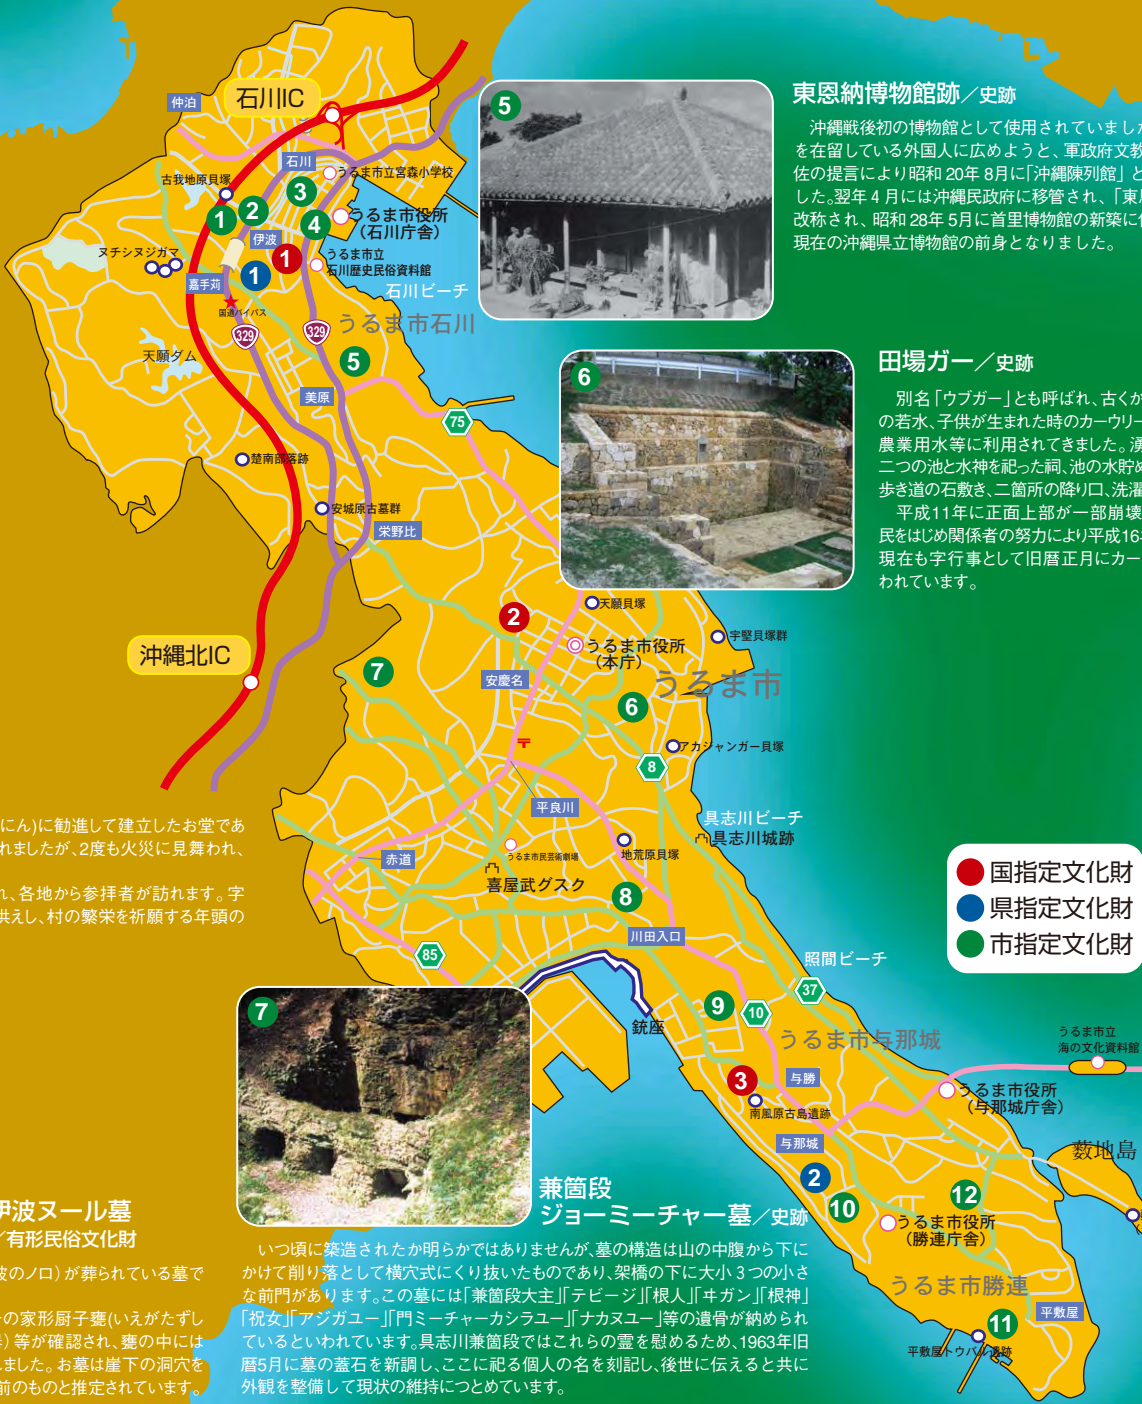 仲泊
石川IC
石川
うるま市立宮森小学校
古我地原貝塚
3
2
1
4
うるま市役所
(石川庁舎)
伊波
1
1
ヌチシヌジガマ
うるま市立
石川歴史民俗資料館
嘉手苅
石川ビーチ
国道バイパス
うるま市石川
329
329
天願ダム
5
美原
75
楚南部落跡
安城原古墓群
栄野比
5
東恩納博物館跡/史跡
沖縄戦後初の博物館として使用されていました
を在留している外国人に広めようと、軍政府文教
佐の提言により昭和20年8月に「沖縄陳列館」と
した。翌年4月には沖縄民政府に移管され、「東
改称され、昭和28年5月に首里博物館の新築に
現在の沖縄県立博物館の前身となりました。
6
田場ガー/史跡
別名「ウブガー」とも呼ばれ、古くか
の若水、子供が生まれた時のカーウリー
農業用水等に利用されてきました。湧
二つの池と水神を祀った祠、池の水貯め
歩き道の石敷き、二箇所の降り口、洗濯
平成11年に正面上部が一部崩壊
民をはじめ関係者の努力により平成16
現在も字行事として旧暦正月にカー
われています。
天願貝塚
2
宇堅貝塚群
うるま市役所
(本庁)
沖縄北IC
7
安慶名
うるま市
6
アカジャンガー貝塚
8
平良川
具志川ビーチ
具志川城跡
赤道
うるま市民芸術劇場
地荒原貝塚
喜屋武グスク
8
川田入口
85
照間ビーチ
37
9
10
銃座
うるま市与那城
うるま市立
海の文化資料館
3
与勝
南風原古島遺跡
うるま市役所
(与那城庁舎)
与那城
薮地島
2
10
12
うるま市役所
(勝連庁舎)
うるま市勝連
平敷屋
11
平敷屋トウバル遺跡
国指定文化財
県指定文化財
市指定文化財
にん)に勧進して建立したお堂であ
れましたが、2度も火災に見舞われ、
れ、各地から参拝者が訪れます。字
供えし、村の繁栄を祈願する年頭の
伊波ヌール墓
/有形民俗文化財
波のノロ)が葬られている墓で
の家形厨子甕(いえがたずし
等が確認され、甕の中には
ました。お墓は崖下の洞穴を
前のものと推定されています。
7
兼箇段
ジョーミーチャー墓/史跡
いつ頃に築造されたか明らかではありませんが、墓の構造は山の中腹から下に
かけて削り落として横穴式にくり抜いたものであり、架橋の下に大小3つの小さ
な前門があります。この墓には「兼箇段大主」「テビージ」「根人」「ヰガン」「根神」
「祝女」「アジガユー」「門ミーチャーカシラユー」「ナカヌユー」等の遺骨が納められ
ているといわれています。具志川兼箇段ではこれらの霊を慰めるため、1963年旧
暦5月に墓の蓋石を新調し、ここに祀る個人の名を刻記し、後世に伝えると共に
外観を整備して現状の維持につとめています。